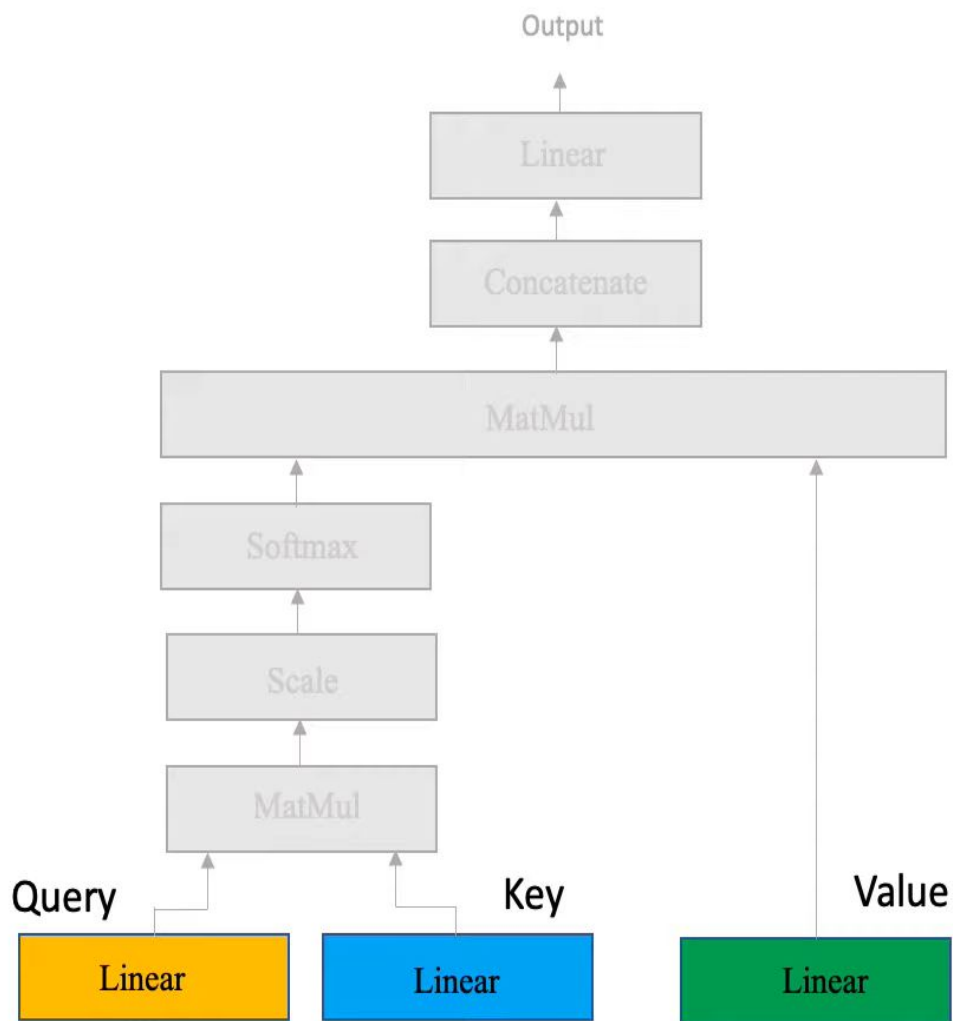 Output
Linear
Concatenate
MatMul
Softmax
Scale
MatMul
Query
Key
Value
Linear
Linear
Linear